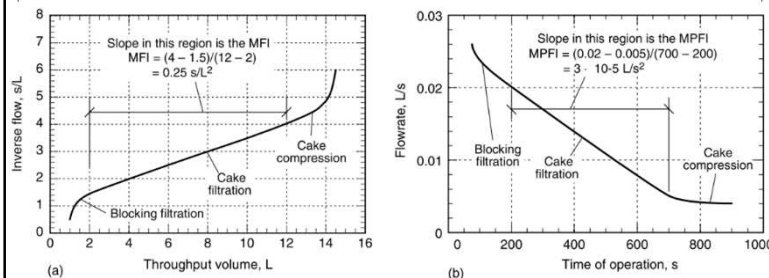 8
7
6
5
4
3
2
1
0
Inverse flow, s/L
Slope in this region is the MFI
MFI = (4 – 1.5)/(12 – 2)
= 0.25 s/L2
Cake
compression
Cake
filtration
Blocking filtration
0 2 4 6 8 10 12 14 16
Throughput volume, L
(a)
0.03
0.02
0.01
0
Flowrate, L/s
Slope in this region is the MPFI
MPFI = (0.02 – 0.005)/(700 – 200)
= 3 · 10-5 L/s2
Blocking
filtration
Cake
filtration
Cake
compression
0 200 400 600 800 1000
Time of operation, s
(b)